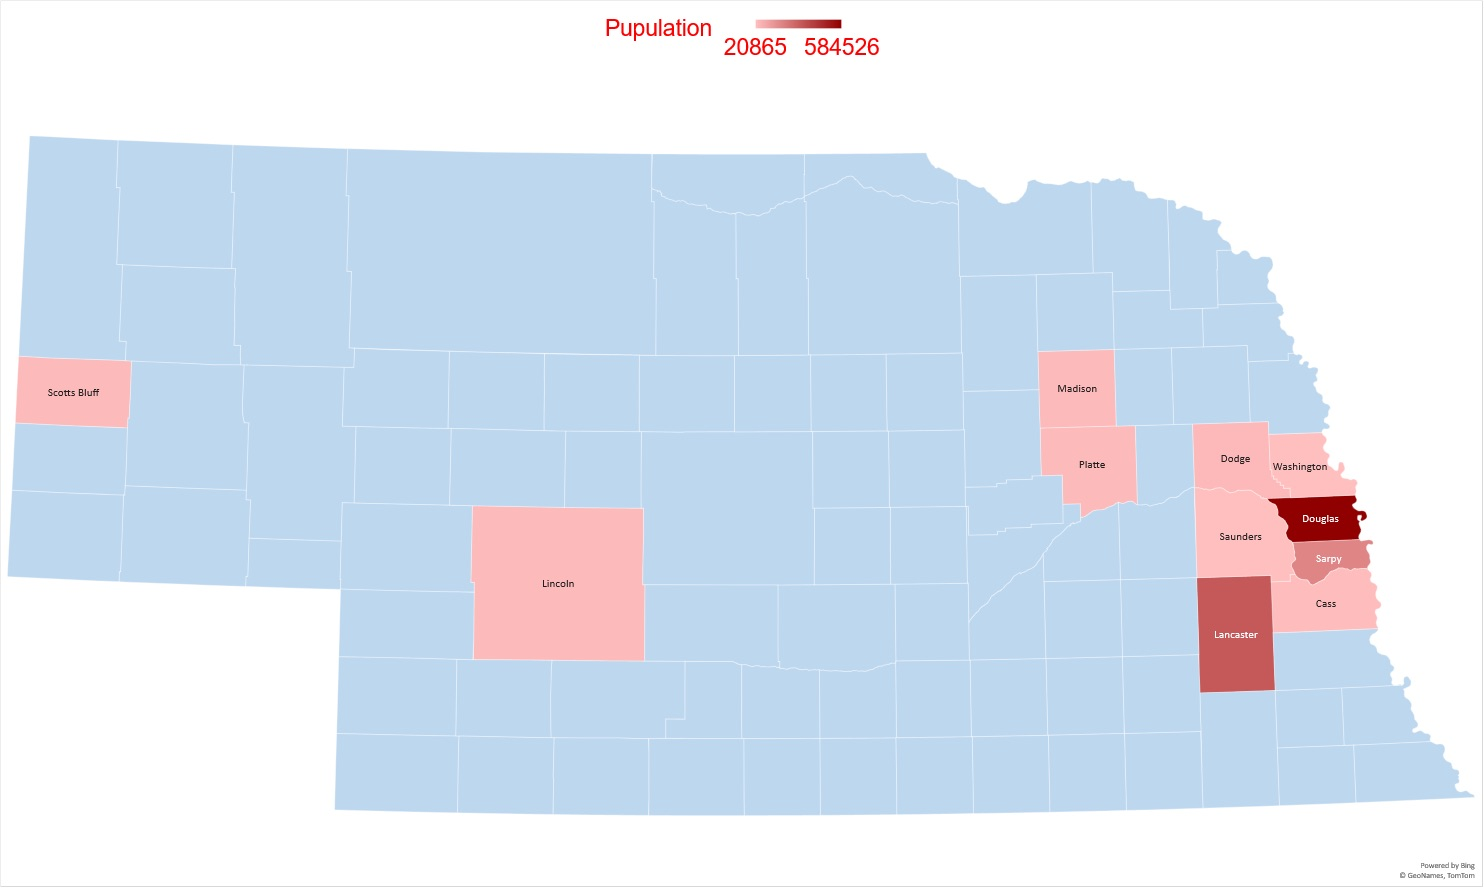 Pupulation
20865 584526
Scotts Bluff
Madison
Platte
Dodge
Washington
Douglas
Saunders
Sarpy
Lincoln
Cass
Lancaster
Powered by Bing
© GeoNames, TomTom